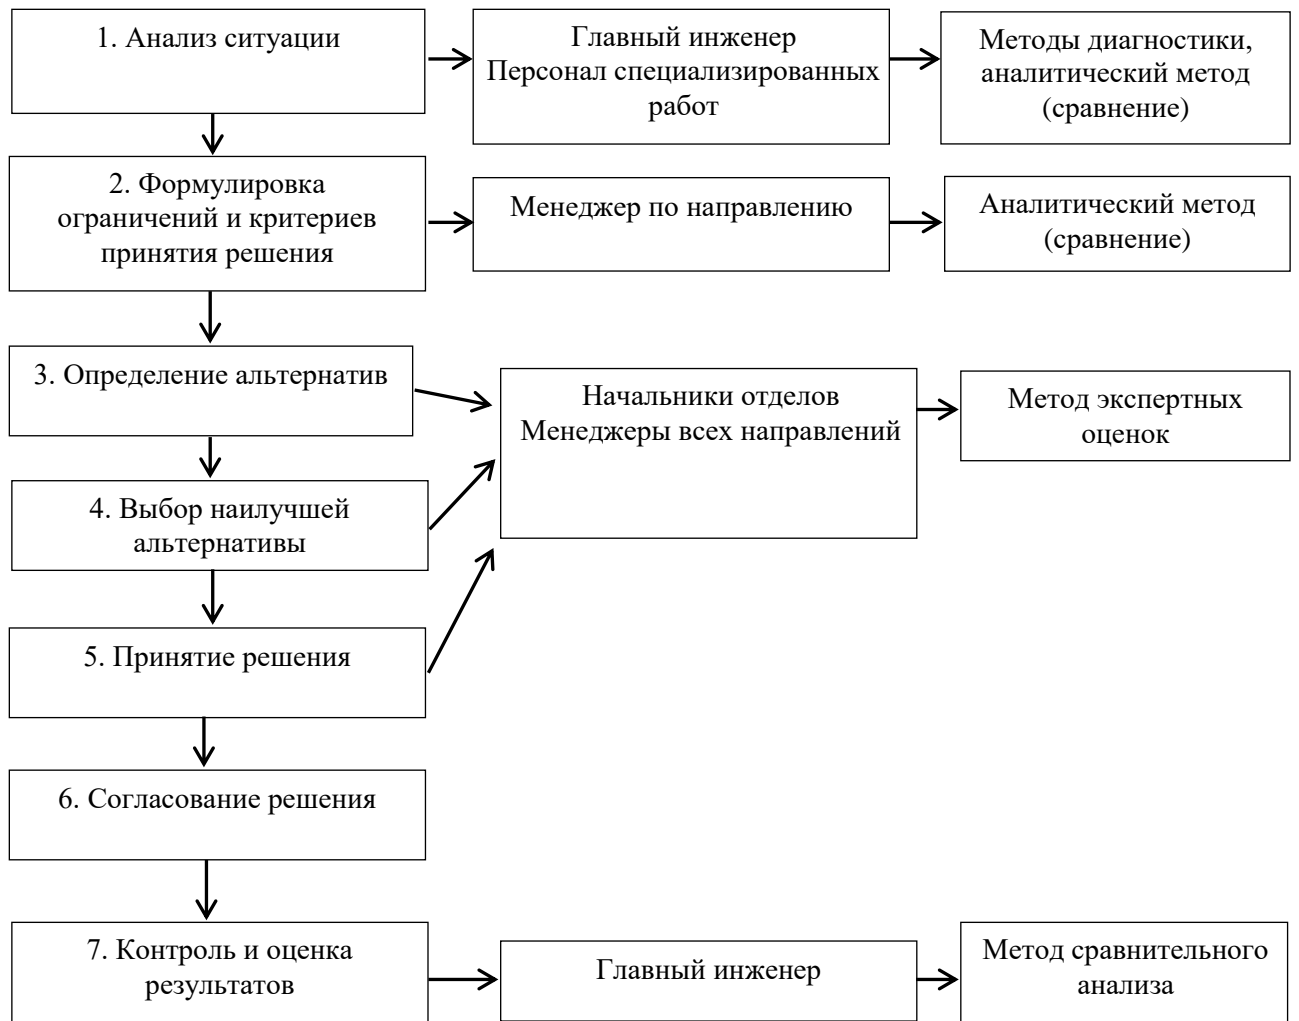 1. Анализ ситуации
Главный инженер
Персонал специализированных
работ
Методы диагностики,
аналитический метод
(сравнение)
2. Формулировка
ограничений и критериев
принятия решения
Менеджер по направлению
Аналитический метод
(сравнение)
3. Определение альтернатив
Начальники отделов
Менеджеры всех направлений
Метод экспертных
оценок
4. Выбор наилучшей
альтернативы
5. Принятие решения
6. Согласование решения
7. Контроль и оценка
результатов
Главный инженер
Метод сравнительного
анализа